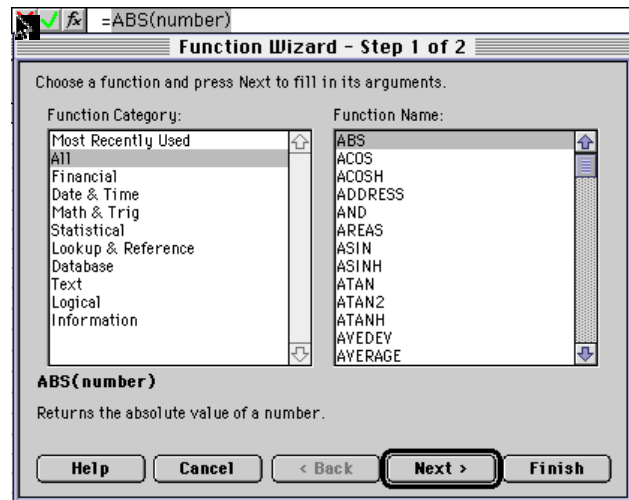 fx =ABS(number)
Function Wizard - Step 1 of 2
Choose a function and press Next to fill in its arguments.
Function Category:
Most Recently Used
All
Financial
Date & Time
Math & Trig
Statistical
Lookup & Reference
Database
Text
Logical
Information
Function Name:
ABS
ACOS
ACOSH
ADDRESS
AND
AREAS
ASIN
ASINH
ATAN
ATAN2
ATANH
AVEDEV
AVERAGE
ABS(number)
Returns the absolute value of a number.
Help Cancel < Back Next > Finish